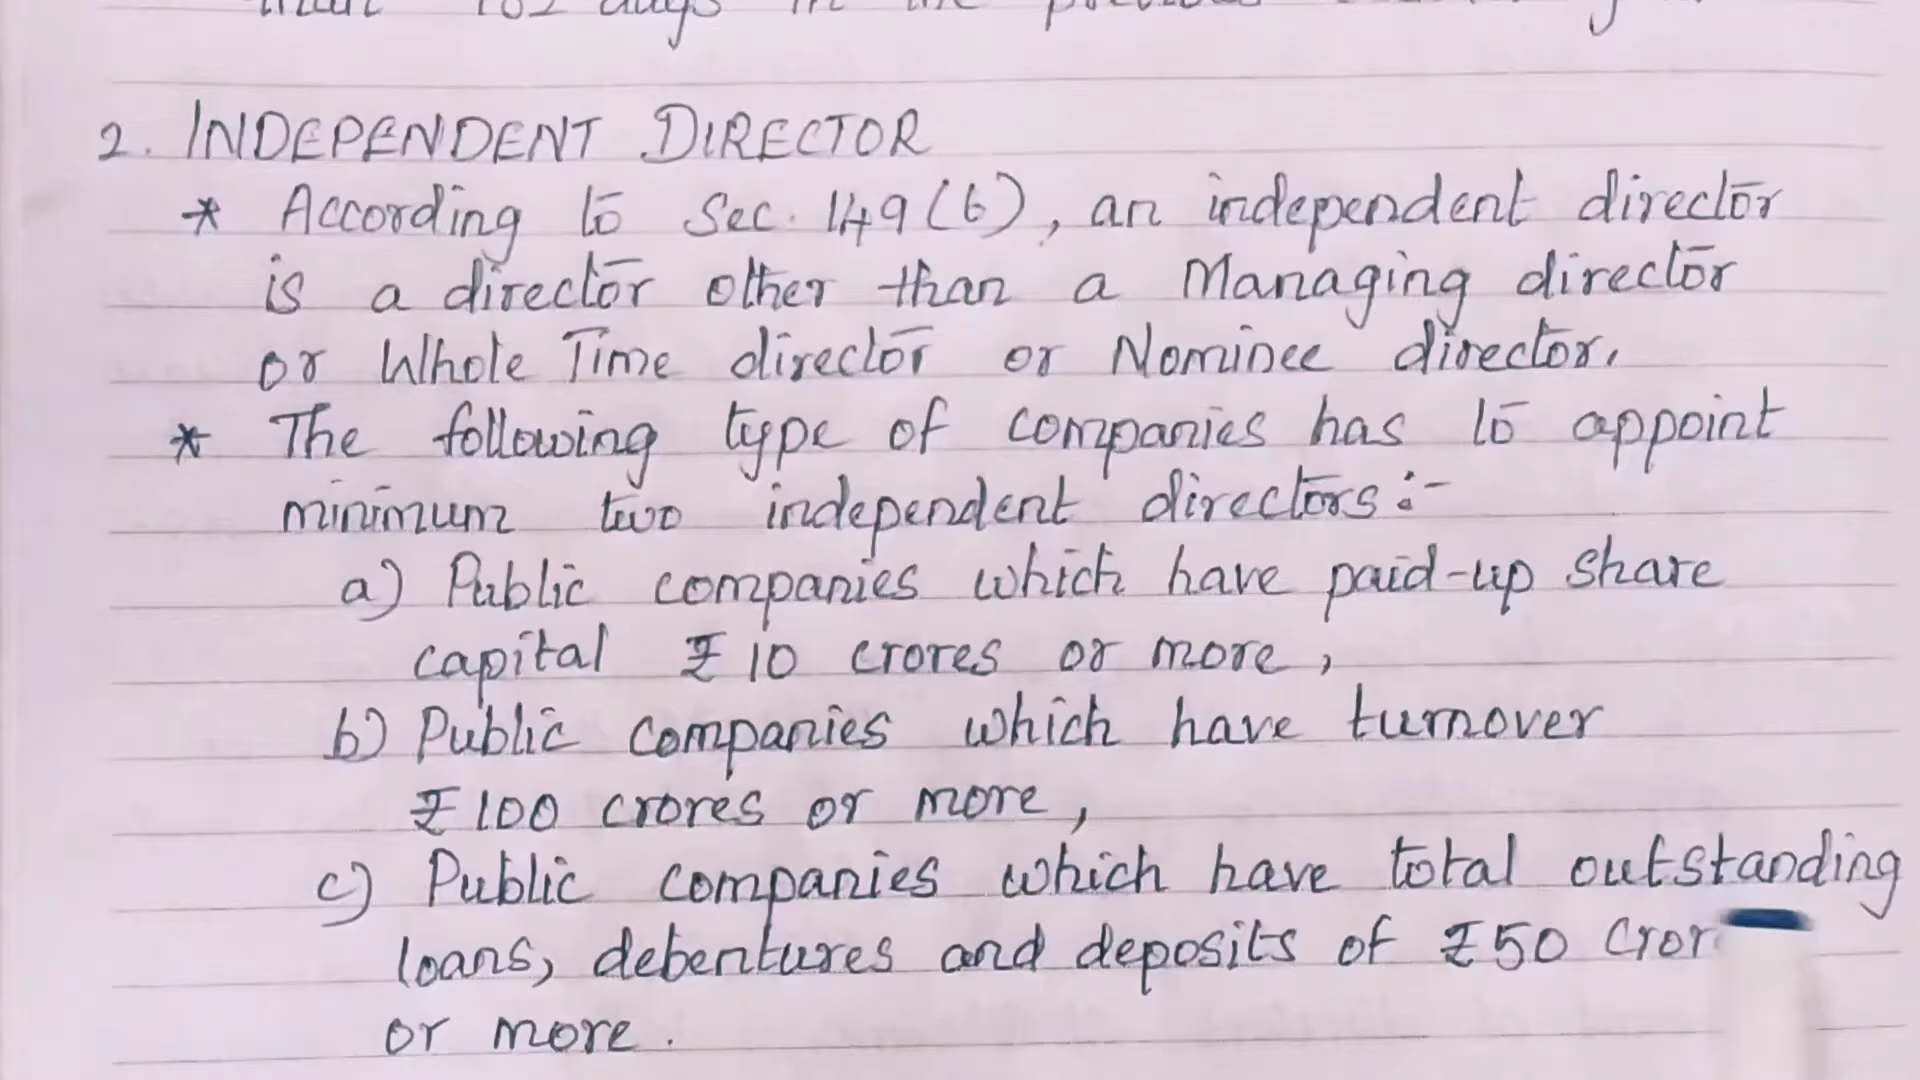 2. INDEPENDENT DIRECTOR
* According to Sec. 149(6), an independent director
is a director other than a Managing director
or Whole Time director or Nominee director.
* The following type of companies has to appoint
minimum two independent directors:-
a) Public companies which have paid-up share
capital ₹ 10 crores or more,
b) Public companies which have turnover
₹ 100 crores or more,
c) Public companies which have total outstanding
loans, debentures and deposits of ₹ 50 Cror
or more.